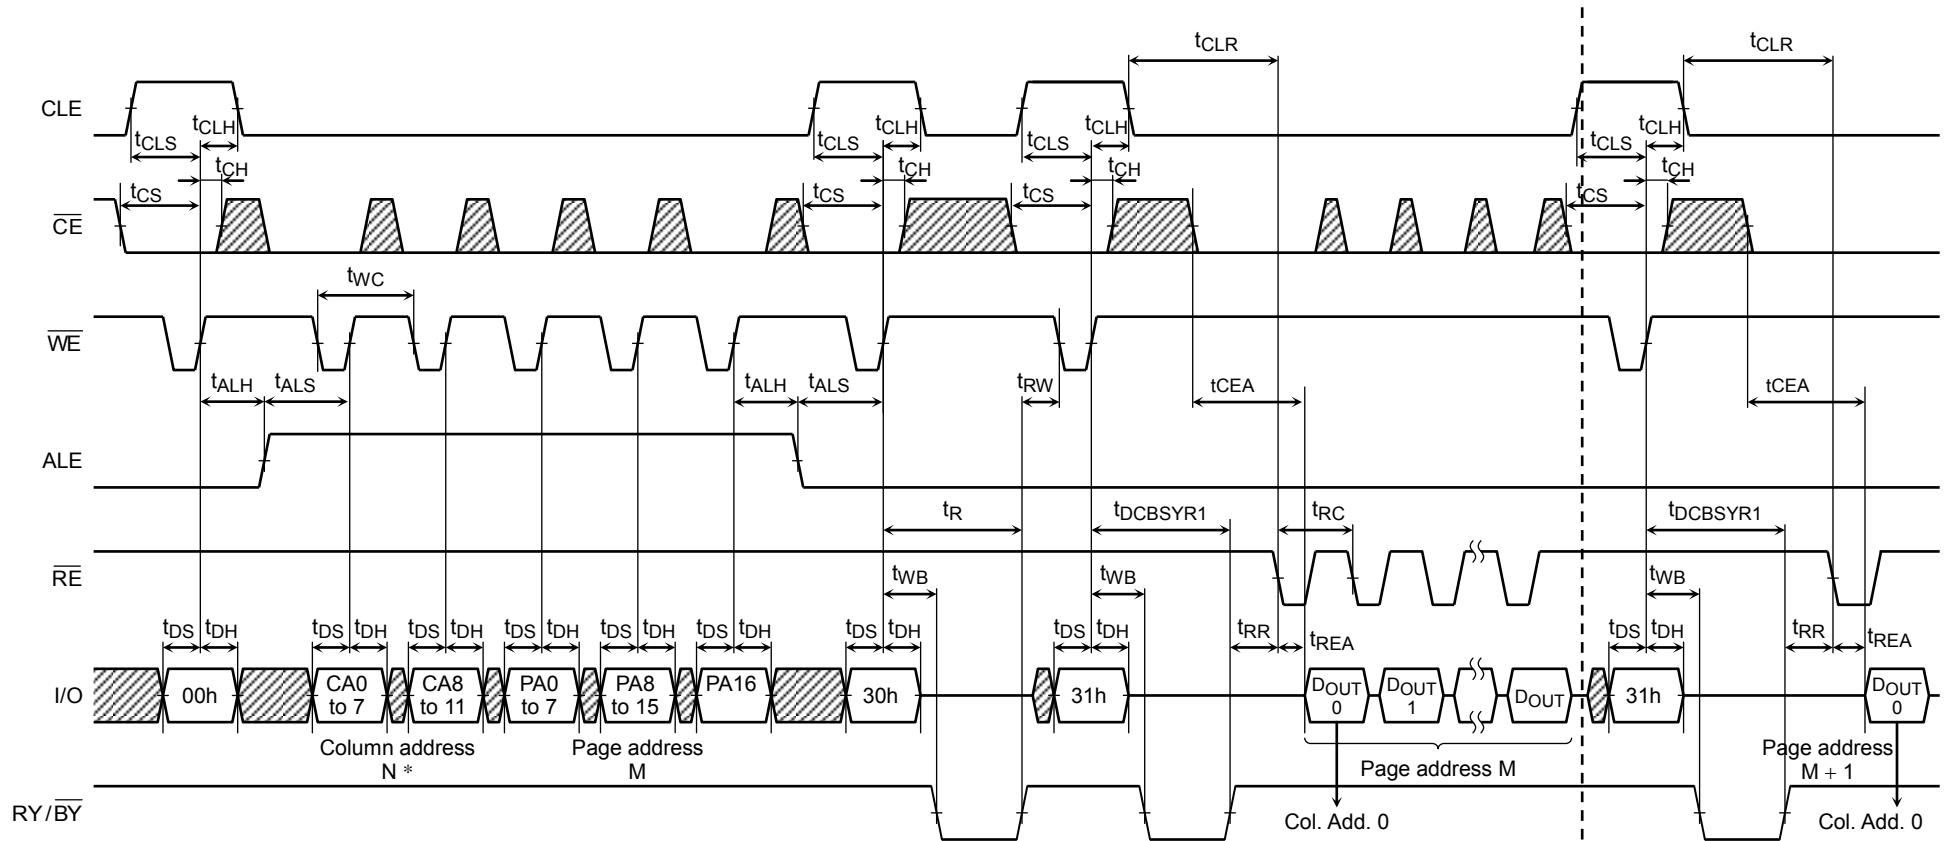 tCLR tCLR
CLE
tCLS tCLH tCLS tCLH tCLS tCLH tCLS tCLH
tCH tCH tCH tCH
tCS tCS tCS tCS
CE
tWC
WE
tALH tALS tALH tALS tRW tCEA tCEA
ALE
tR tDCBSYR1 tRC tDCBSYR1
RE
tWB tWB tWB
tDS tDH tDS tDH tDS tDH tDS tDH tDS tDH tDS tDH tDS tDH tDS tDH tRR tREA tDS tDH tRR tREA
I/O
00h
CA0
to 7
CA8
to 11
PA0
to 7
PA8
to 15
PA16
30h
31h
DOUT
0
DOUT
1
DOUT
31h
DOUT
0
Column address
N *
Page address
M
Page address M
Page address
M + 1
RY/BY
Col. Add. 0
Col. Add. 0